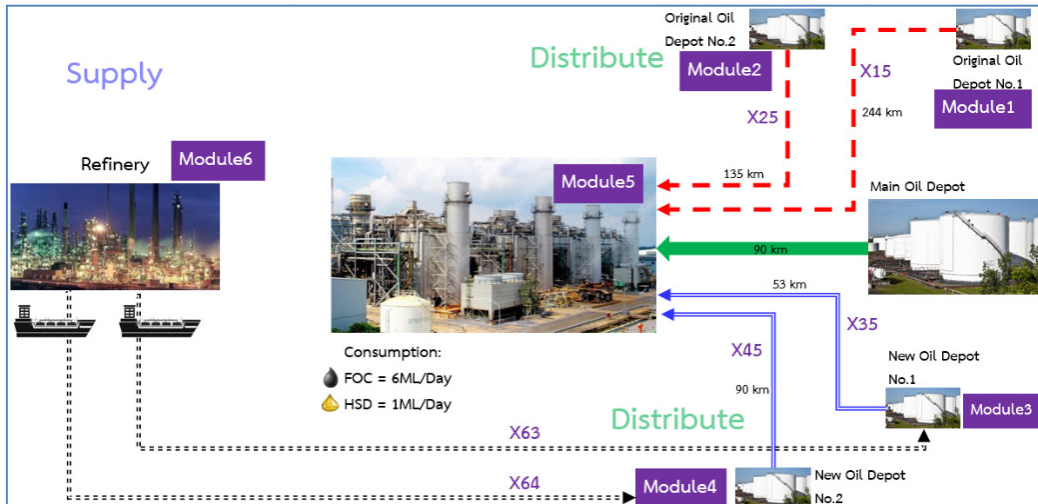 Supply
Distribute
Original Oil
Depot No.2
Module2
X25
135 km
X15
244 km
Original Oil
Depot No.1
Module1
Refinery
Module6
Module5
Main Oil Depot
90 km
53 km
X35
X45
90 km
New Oil Depot
No.1
Module3
Consumption:
FOC = 6ML/Day
HSD = 1ML/Day
Distribute
X63
X64
Module4
New Oil Depot
No.2